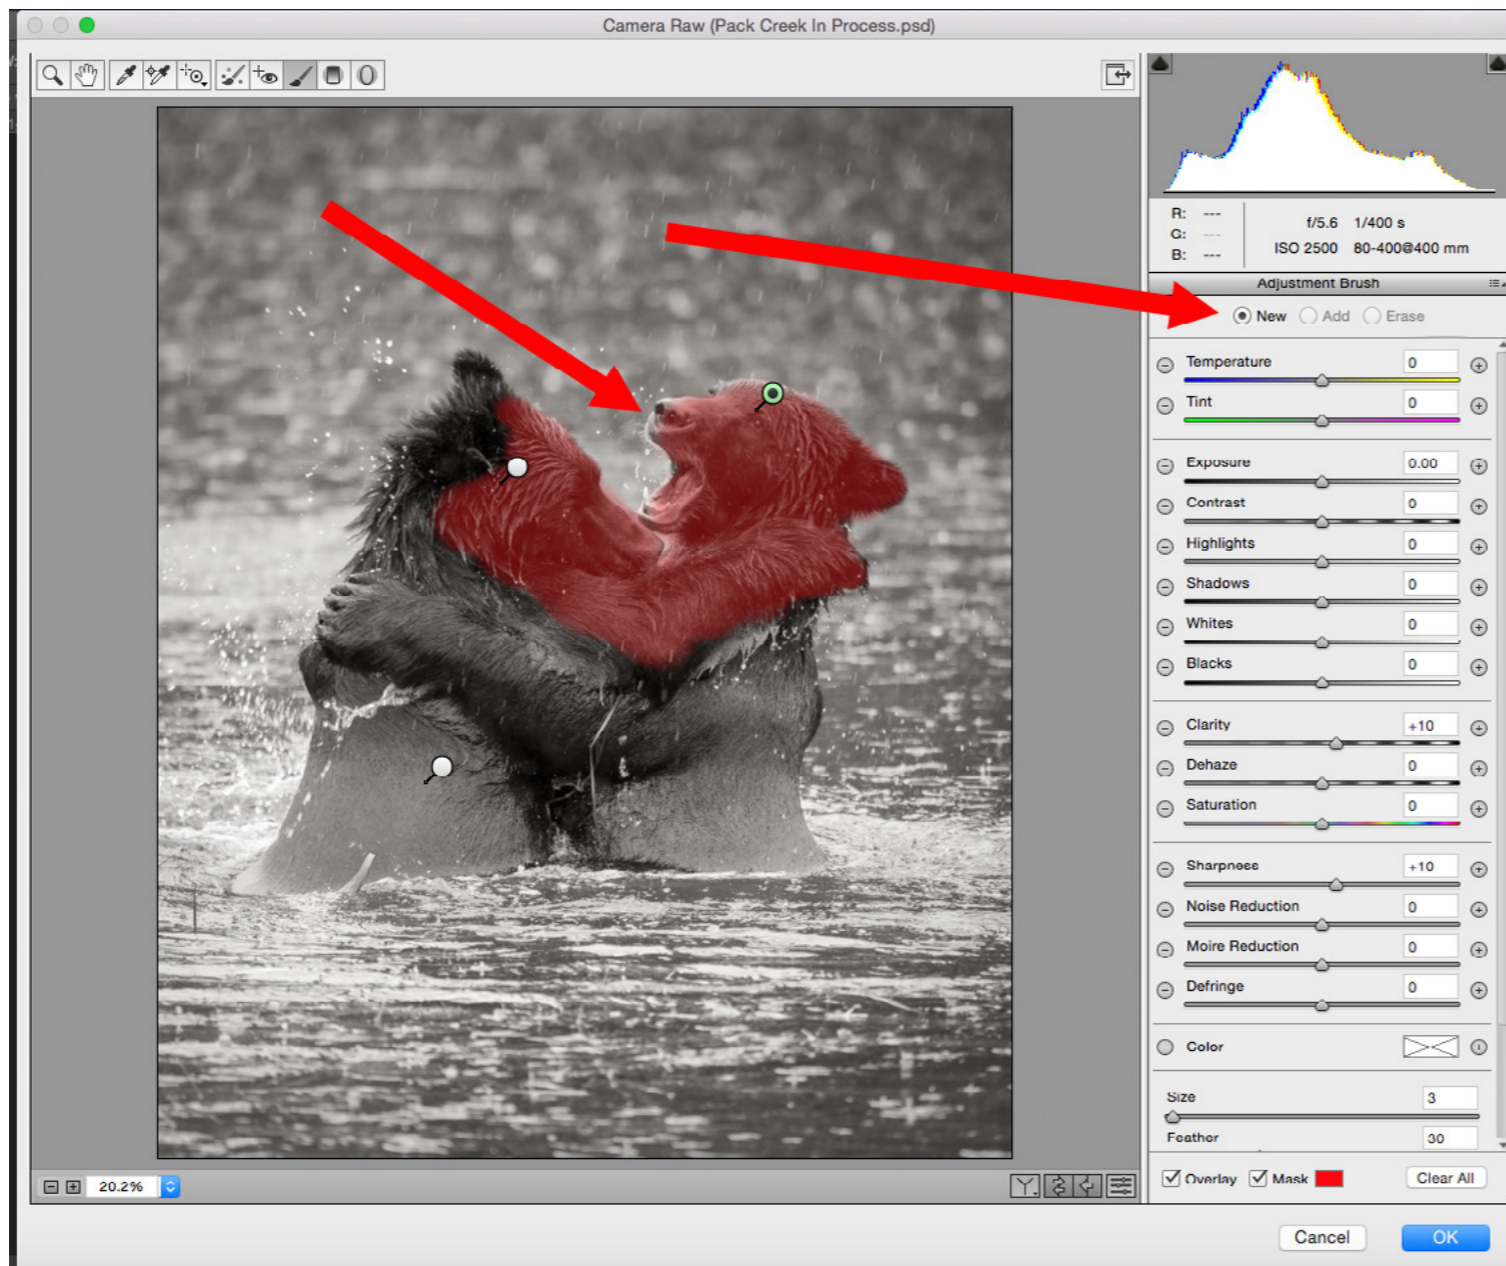 Camera Raw (Pack Creek In Process.psd)
R: ---
G: ---
B: ---
f/5.6 1/400 s
ISO 2500 80-400@400 mm
Adjustment Brush
New Add Erase
Temperature 0
Tint 0
Exposure 0.00
Contrast 0
Highlights 0
Shadows 0
Whites 0
Blacks 0
Clarity +10
Dehaze 0
Saturation 0
Sharpness +10
Noise Reduction 0
Moire Reduction 0
Defringe 0
Color
Size 3
Feather 30
20.2%
Overlay Mask Clear All
Cancel OK